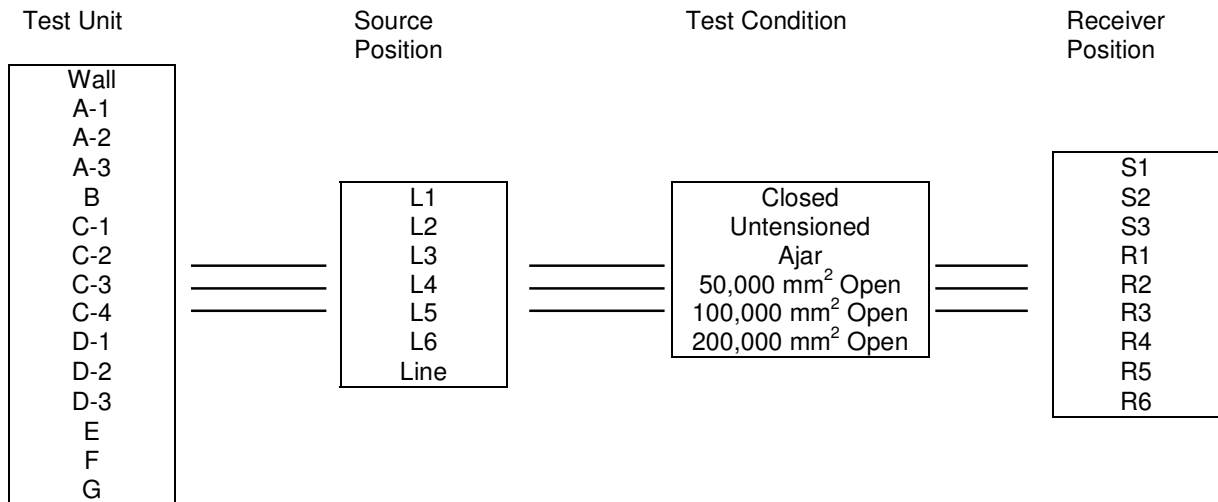 Test Unit
Source
Position
Test Condition
Receiver
Position
Wall
A-1
A-2
A-3
B
C-1
C-2
C-3
C-4
D-1
D-2
D-3
E
F
G
L1
L2
L3
L4
L5
L6
Line
Closed
Untensioned
Ajar
50,000 mm² Open
100,000 mm² Open
200,000 mm² Open
S1
S2
S3
R1
R2
R3
R4
R5
R6